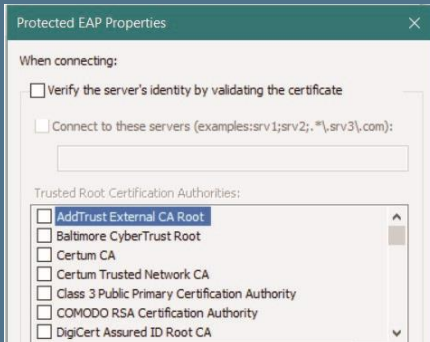 Protected EAP Properties
When connecting:
Verify the server's identity by validating the certificate
Connect to these servers (examples:srv1;srv2;.*\.srv3\.com):
Trusted Root Certification Authorities:
AddTrust External CA Root
Baltimore CyberTrust Root
Certum CA
Certum Trusted Network CA
Class 3 Public Primary Certification Authority
COMODO RSA Certification Authority
DigiCert Assured ID Root CA